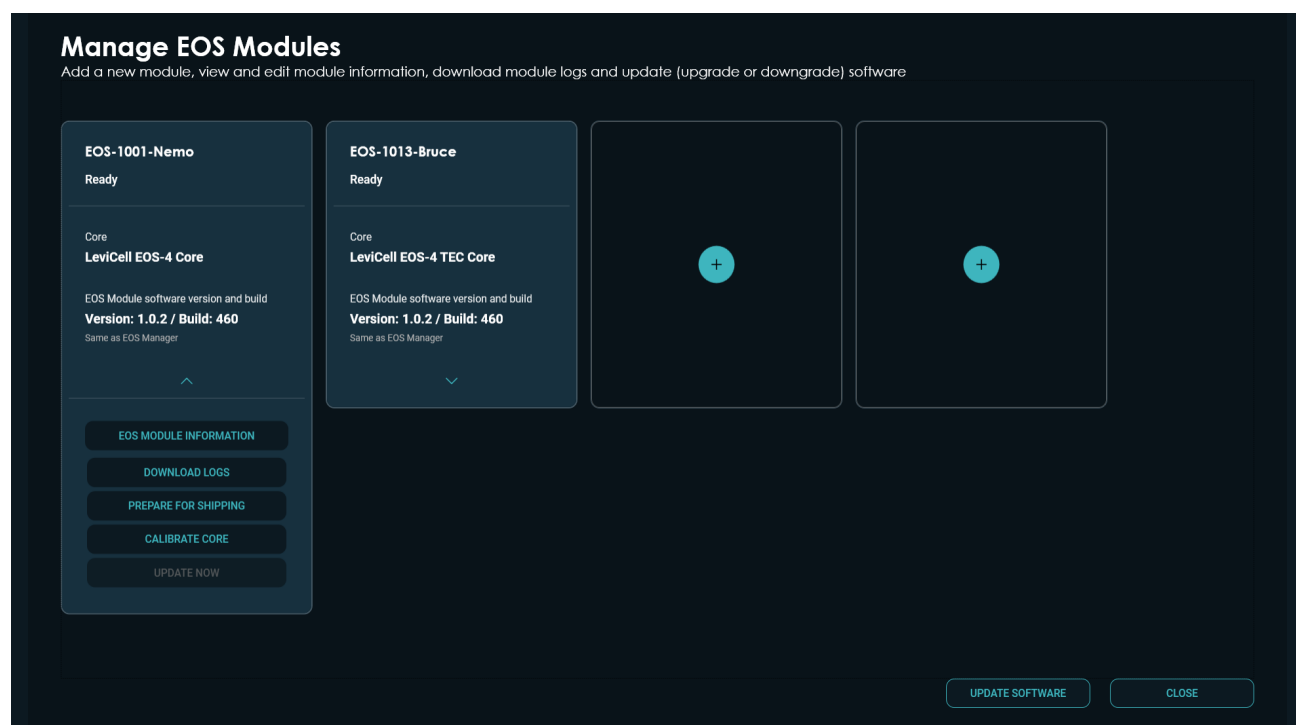 Manage EOS Modules
Add a new module, view and edit module information, download module logs and update (upgrade or downgrade) software
EOS-1001-Nemo
Ready
Core
LeviCell EOS-4 Core
EOS Module software version and build
Version: 1.0.2 / Build: 460
Same as EOS Manager
EOS MODULE INFORMATION
DOWNLOAD LOGS
PREPARE FOR SHIPPING
CALIBRATE CORE
UPDATE NOW
EOS-1013-Bruce
Ready
Core
LeviCell EOS-4 TEC Core
EOS Module software version and build
Version: 1.0.2 / Build: 460
Same as EOS Manager
+
+
UPDATE SOFTWARE
CLOSE